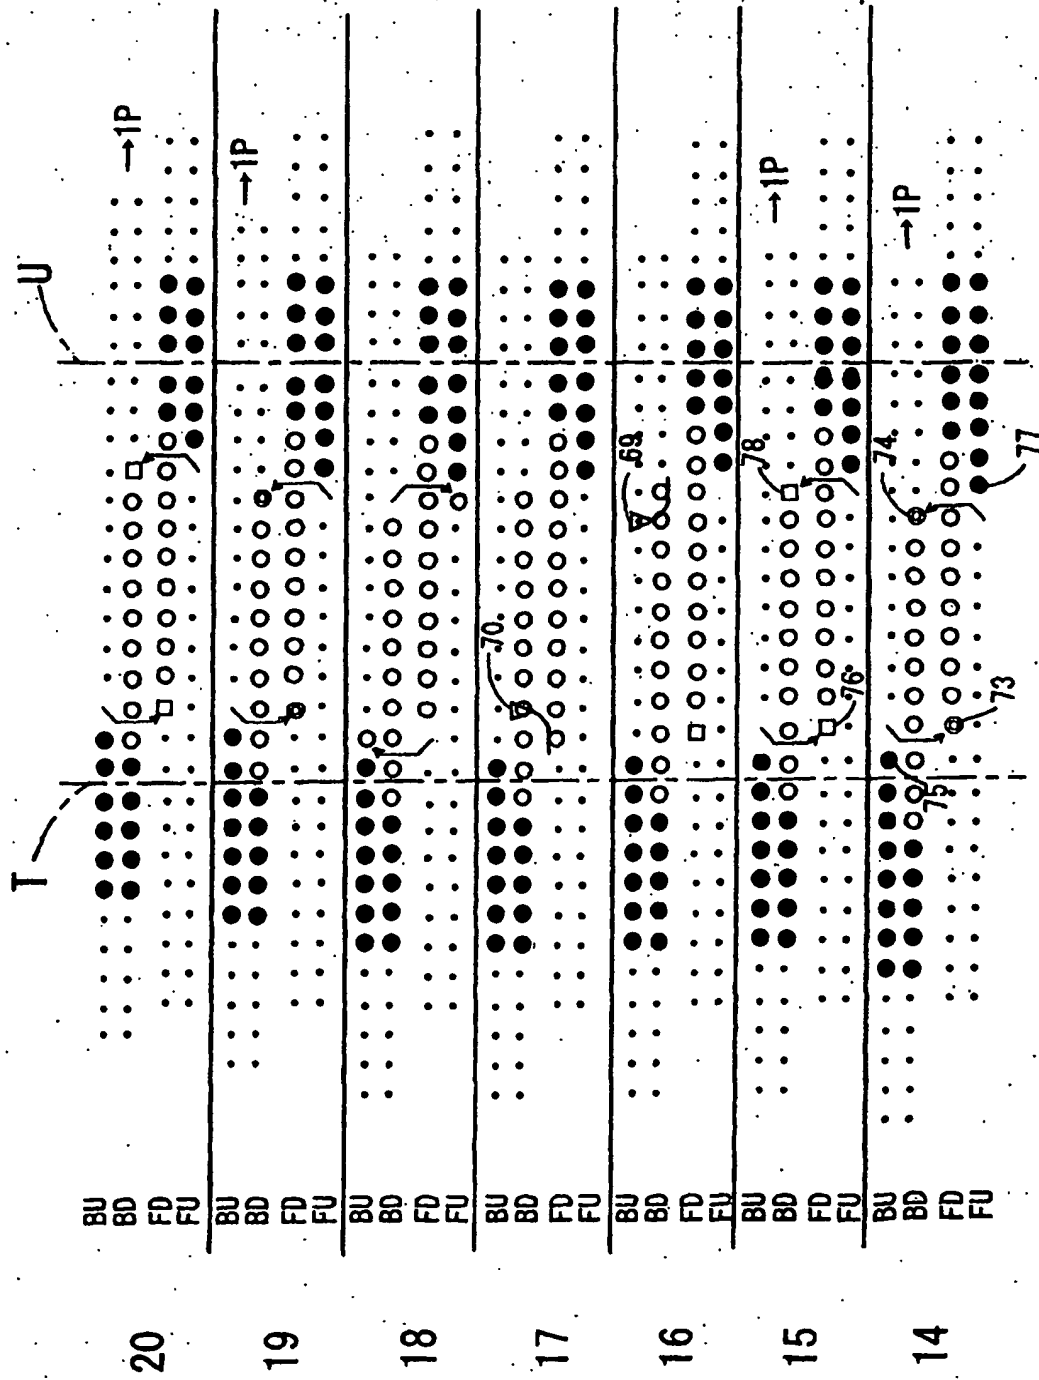 T U
20 BU
BD →1P
FD
FU
19 BU →1P
BD
FD
FU
18 BU
BD
FD
FU
17 BU 70
BD
FD
FU
16 BU 69
BD
FD
FU
15 BU 78 →1P
BD
FD
FU 76
14 BU 74 →1P
BD 75
FD
FU 73 77